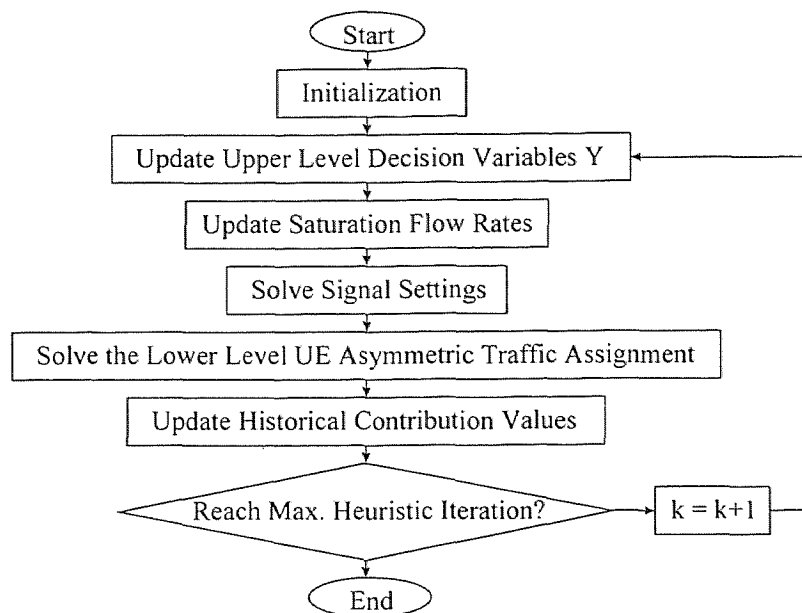 Start
Initialization
Update Upper Level Decision Variables Y
Update Saturation Flow Rates
Solve Signal Settings
Solve the Lower Level UE Asymmetric Traffic Assignment
Update Historical Contribution Values
Reach Max. Heuristic Iteration?
k = k+1
End